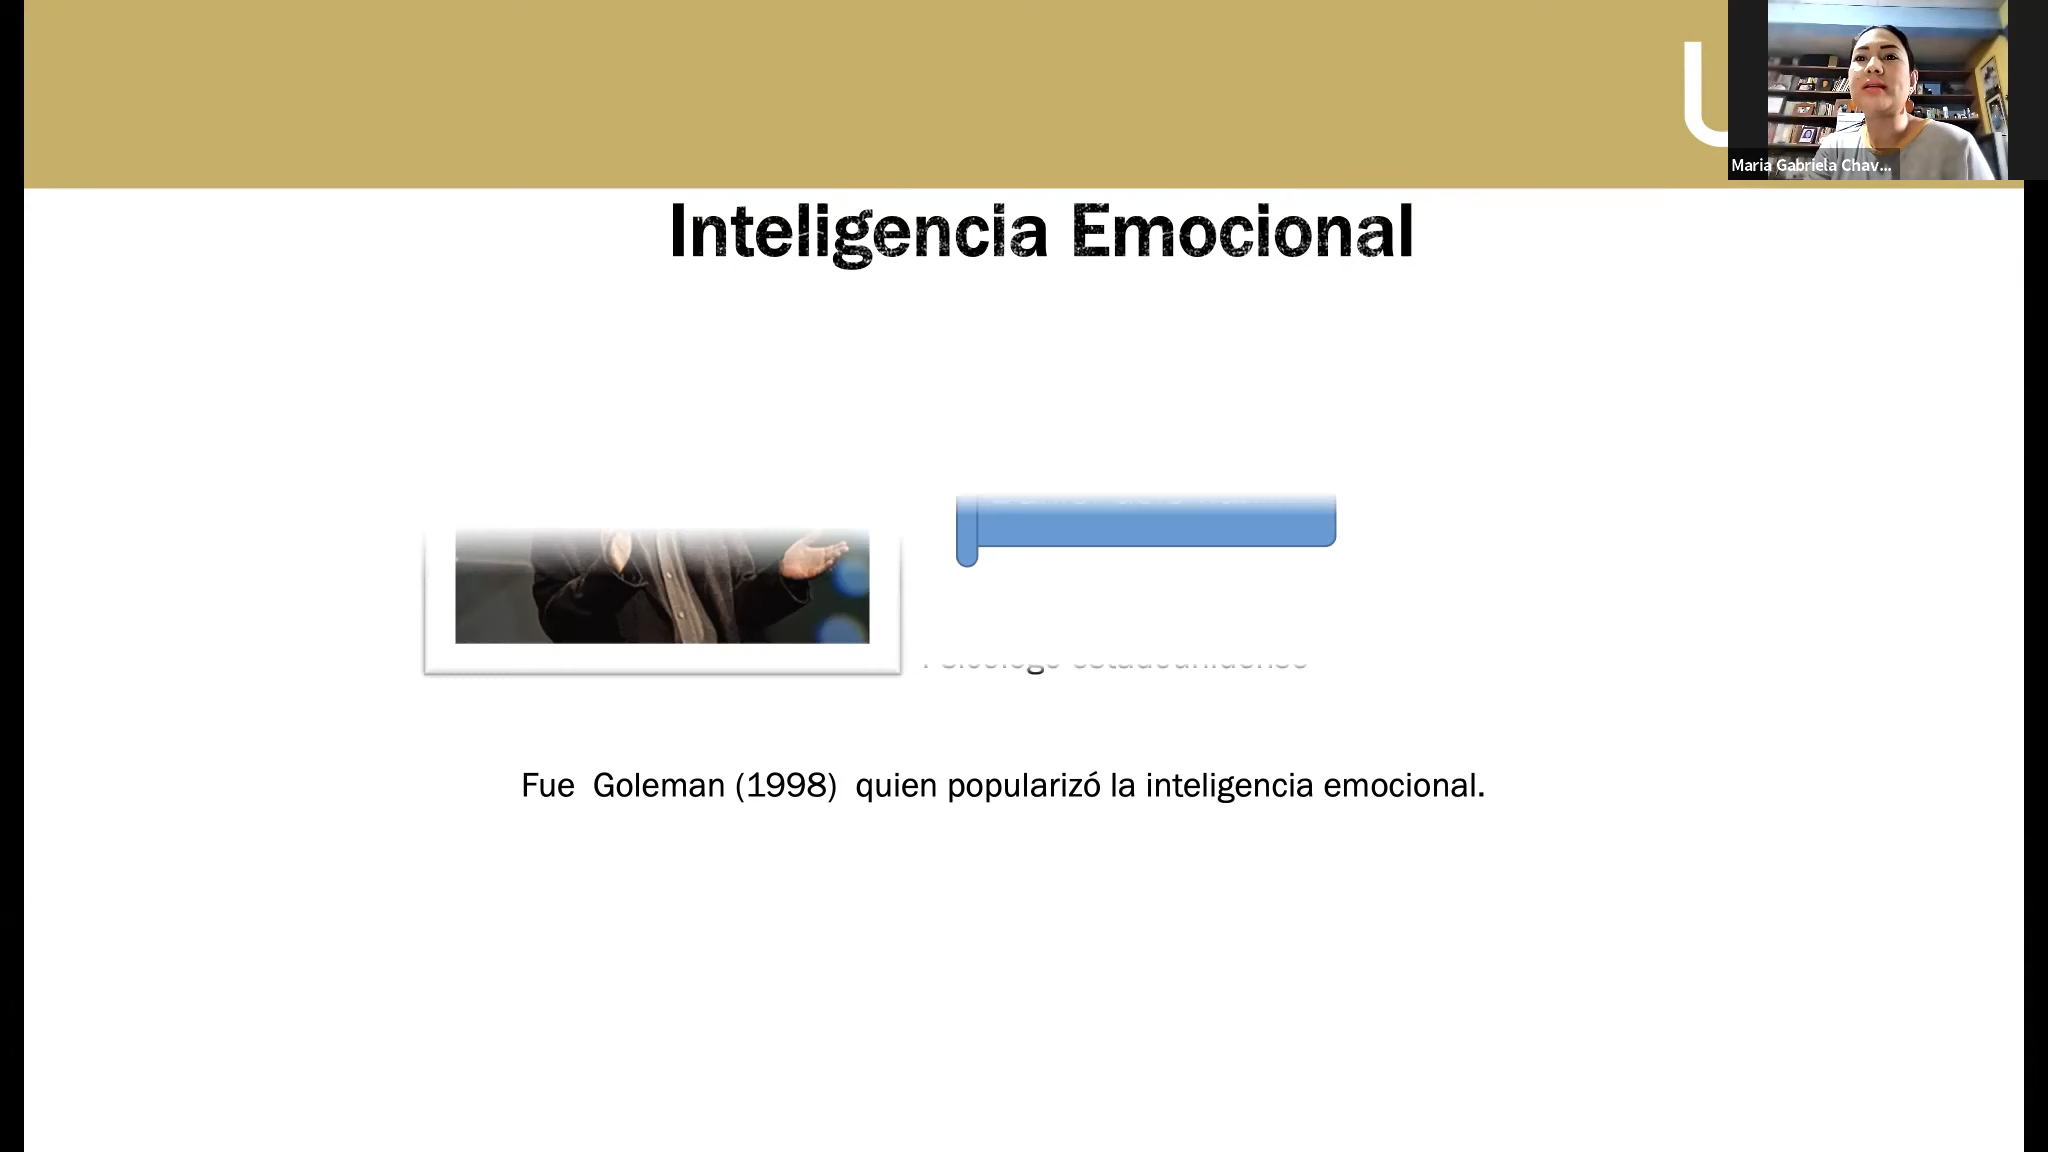 Maria Gabriela Chav...
Inteligencia Emocional
Fue Goleman (1998) quien popularizó la inteligencia emocional.